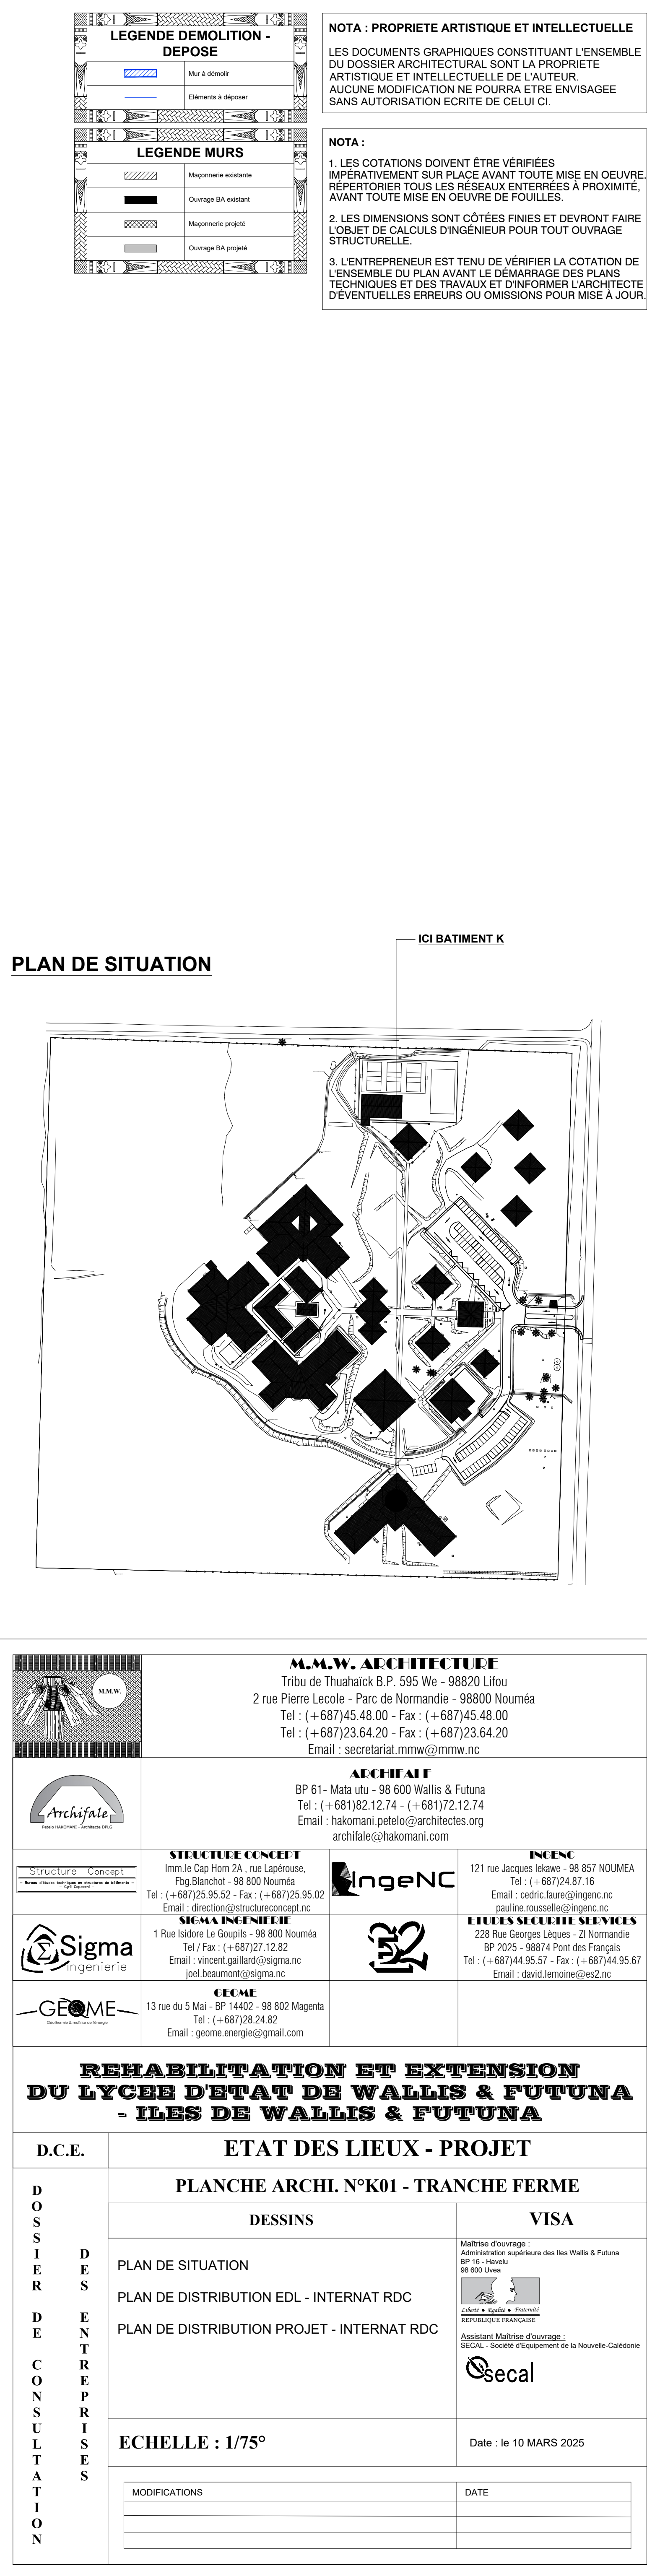 LEGENDE DEMOLITION -
DEPOSE
Mur à démolir
Eléments à déposer
LEGENDE MURS
Maçonnerie existante
Ouvrage BA existant
Maçonnerie projeté
Ouvrage BA projeté
NOTA : PROPRIETE ARTISTIQUE ET INTELLECTUELLE
LES DOCUMENTS GRAPHIQUES CONSTITUANT L'ENSEMBLE
DU DOSSIER ARCHITECTURAL SONT LA PROPRIETE
ARTISTIQUE ET INTELLECTUELLE DE L'AUTEUR.
AUCUNE MODIFICATION NE POURRA ETRE ENVISAGEE
SANS AUTORISATION ECRITE DE CELUI CI.
NOTA :
1. LES COTATIONS DOIVENT ÊTRE VÉRIFIÉES
IMPÉRATIVEMENT SUR PLACE AVANT TOUTE MISE EN OEUVRE.
RÉPERTORIER TOUS LES RÉSEAUX ENTERRÉES À PROXIMITÉ,
AVANT TOUTE MISE EN OEUVRE DE FOUILLES.
2. LES DIMENSIONS SONT CÔTÉES FINIES ET DEVRONT FAIRE
L'OBJET DE CALCULS D'INGÉNIEUR POUR TOUT OUVRAGE
STRUCTURELLE.
3. L'ENTREPRENEUR EST TENU DE VÉRIFIER LA COTATION DE
L'ENSEMBLE DU PLAN AVANT LE DÉMARRAGE DES PLANS
TECHNIQUES ET DES TRAVAUX ET D'INFORMER L'ARCHITECTE
D'ÉVENTUELLES ERREURS OU OMISSIONS POUR MISE À JOUR.
ICI BATIMENT K
PLAN DE SITUATION
M.M.W.
M.M.W. ARCHITECTURE
Tribu de Thuahaïck B.P. 595 We - 98820 Lifou
2 rue Pierre Lecole - Parc de Normandie - 98800 Nouméa
Tel : (+687)45.48.00 - Fax : (+687)45.48.00
Tel : (+687)23.64.20 - Fax : (+687)23.64.20
Email : secretariat.mmw@mmw.nc
Archifale
Petelo HAKOMANI - Architecte DPLG
ARCHIFALE
BP 61- Mata utu - 98 600 Wallis & Futuna
Tel : (+681)82.12.74 - (+681)72.12.74
Email : hakomani.petelo@architectes.org
archifale@hakomani.com
Structure Concept
- Bureau d'études techniques en structures de bâtiments -
- Cyril Capecchi -
STRUCTURE CONCEPT
Imm.le Cap Horn 2A , rue Lapérouse,
Fbg.Blanchot - 98 800 Nouméa
Tel : (+687)25.95.52 - Fax : (+687)25.95.02
Email : direction@structureconcept.nc
IngeNC
INGENC
121 rue Jacques Iekawe - 98 857 NOUMEA
Tel : (+687)24.87.16
Email : cedric.faure@ingenc.nc
pauline.rousselle@ingenc.nc
Sigma
ingenierie
SIGMA INGENIERIE
1 Rue Isidore Le Goupils - 98 800 Nouméa
Tel / Fax : (+687)27.12.82
Email : vincent.gaillard@sigma.nc
joel.beaumont@sigma.nc
ETUDES SECURITE SERVICES
228 Rue Georges Lèques - ZI Normandie
BP 2025 - 98874 Pont des Français
Tel : (+687)44.95.57 - Fax : (+687)44.95.67
Email : david.lemoine@es2.nc
GEOME
Géothermie & maîtrise de l'énergie
GEOME
13 rue du 5 Mai - BP 14402 - 98 802 Magenta
Tel : (+687)28.24.82
Email : geome.energie@gmail.com
REHABILITATION ET EXTENSION
DU LYCEE D'ETAT DE WALLIS & FUTUNA
- ILES DE WALLIS & FUTUNA
D.C.E.
ETAT DES LIEUX - PROJET
DOSSIER DE CONSULTATION
DES ENTREPRISES
PLANCHE ARCHI. N°K01 - TRANCHE FERME
DESSINS
VISA
PLAN DE SITUATION
PLAN DE DISTRIBUTION EDL - INTERNAT RDC
PLAN DE DISTRIBUTION PROJET - INTERNAT RDC
Maîtrise d'ouvrage :
Administration supérieure des Iles Wallis & Futuna
BP 16 - Havelu
98 600 Uvea
Liberté • Egalité • Fraternité
REPUBLIQUE FRANÇAISE
Assistant Maîtrise d'ouvrage :
SECAL - Société d'Equipement de la Nouvelle-Calédonie
secal
ECHELLE : 1/75°
Date : le 10 MARS 2025
MODIFICATIONS
DATE